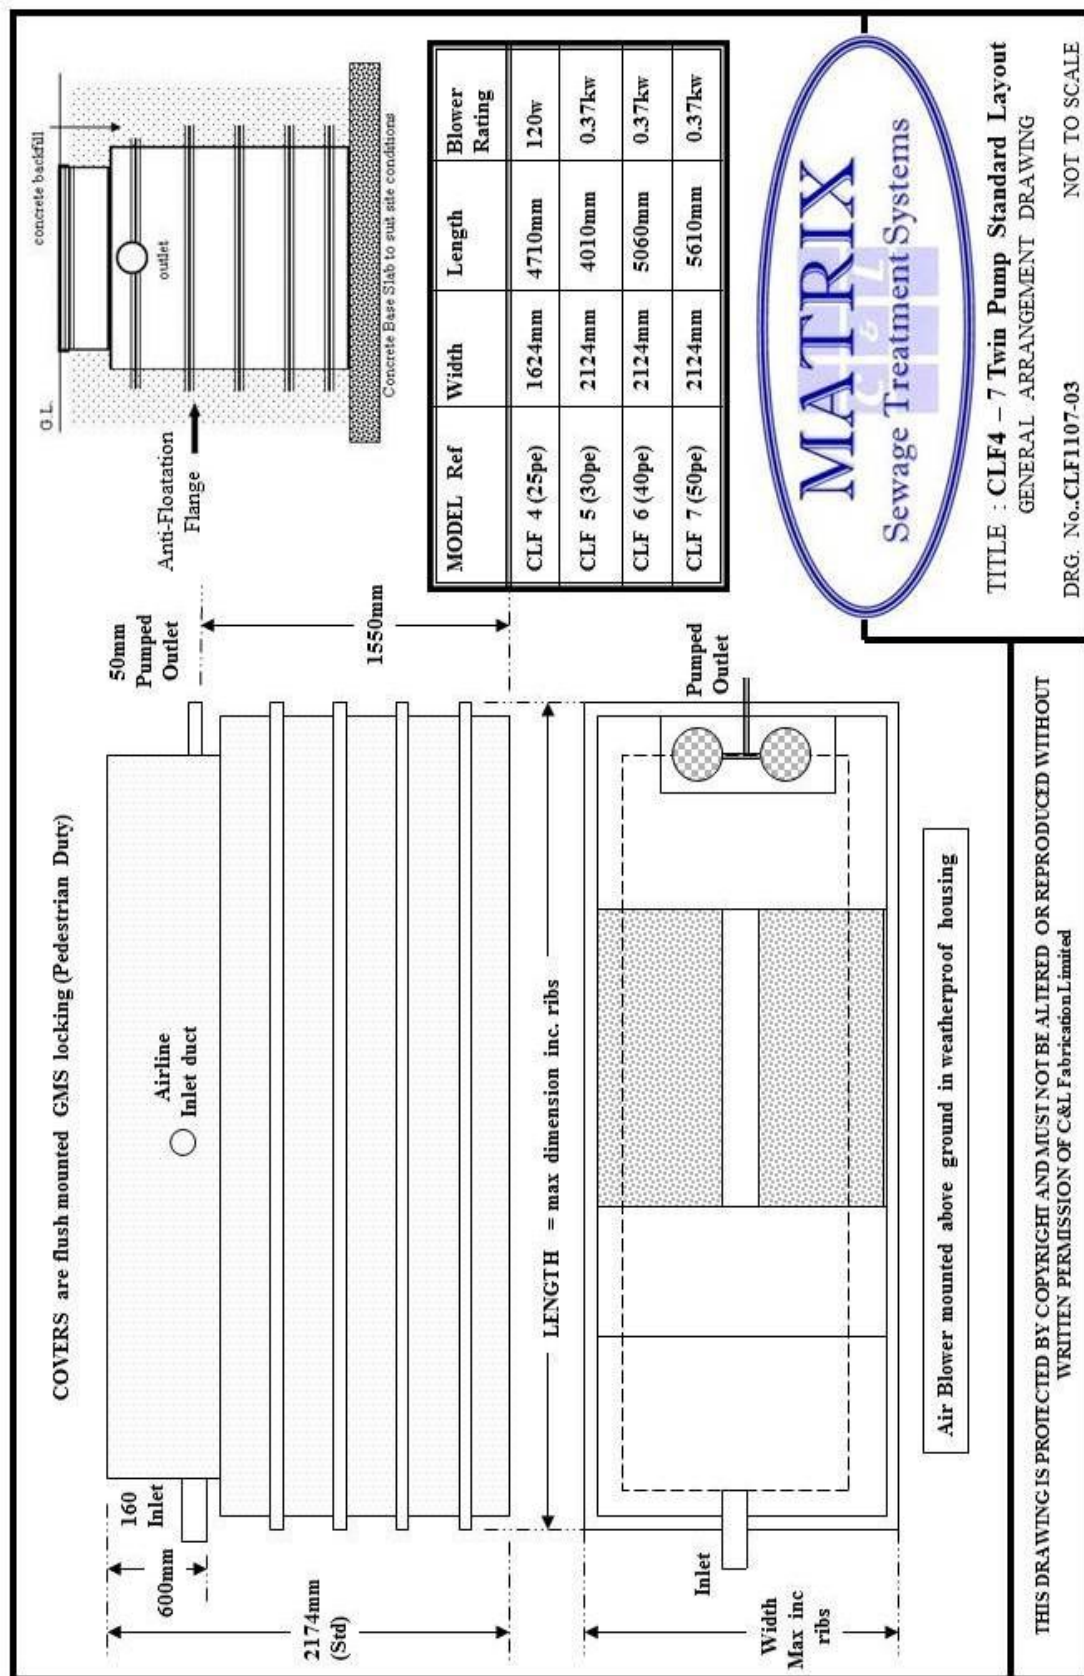 COVERS are flush mounted GMS locking (Pedestrian Duty)
160
Inlet
600mm
2174mm
(Std)
Airline
Inlet duct
50mm
Pumped
Outlet
1550mm
LENGTH = max dimension inc. ribs
Inlet
Width
Max inc
ribs
Pumped
Outlet
Air Blower mounted above ground in weatherproof housing
G.L.
concrete backfill
outlet
Anti-Floatation
Flange
Concrete Base Slab to suit site conditions
MODEL Ref Width Length Blower
Rating
CLF 4 (25pe) 1624mm 4710mm 120w
CLF 5 (30pe) 2124mm 4010mm 0.37kw
CLF 6 (40pe) 2124mm 5060mm 0.37kw
CLF 7 (50pe) 2124mm 5610mm 0.37kw
C & L
MATRIX
Sewage Treatment Systems
TITLE : CLF4 – 7 Twin Pump Standard Layout
GENERAL ARRANGEMENT DRAWING
DRG. No..CLF1107-03 NOT TO SCALE
THIS DRAWING IS PROTECTED BY COPYRIGHT AND MUST NOT BE ALTERED OR REPRODUCED WITHOUT
WRITTEN PERMISSION OF C&L Fabrication Limited